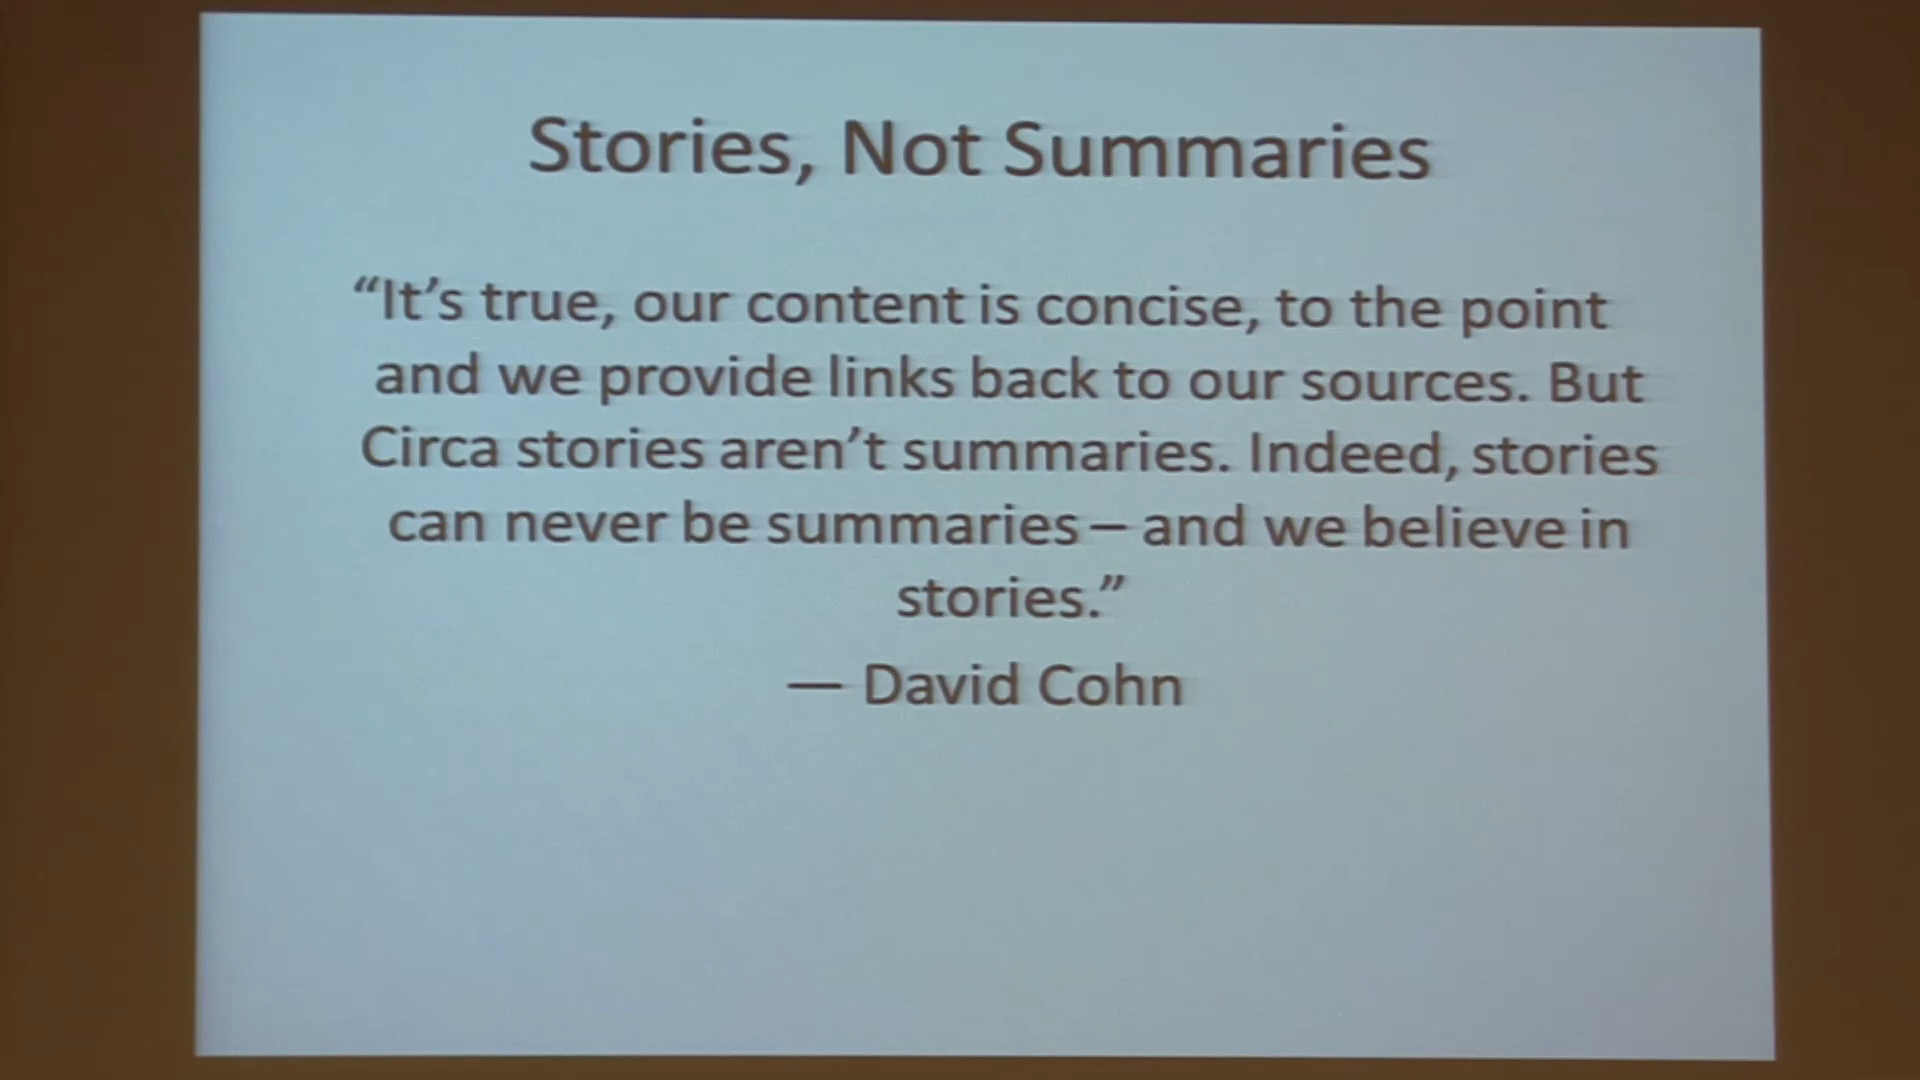 Stories, Not Summaries
“It’s true, our content is concise, to the point
and we provide links back to our sources. But
Circa stories aren’t summaries. Indeed, stories
can never be summaries – and we believe in
stories.”
— David Cohn